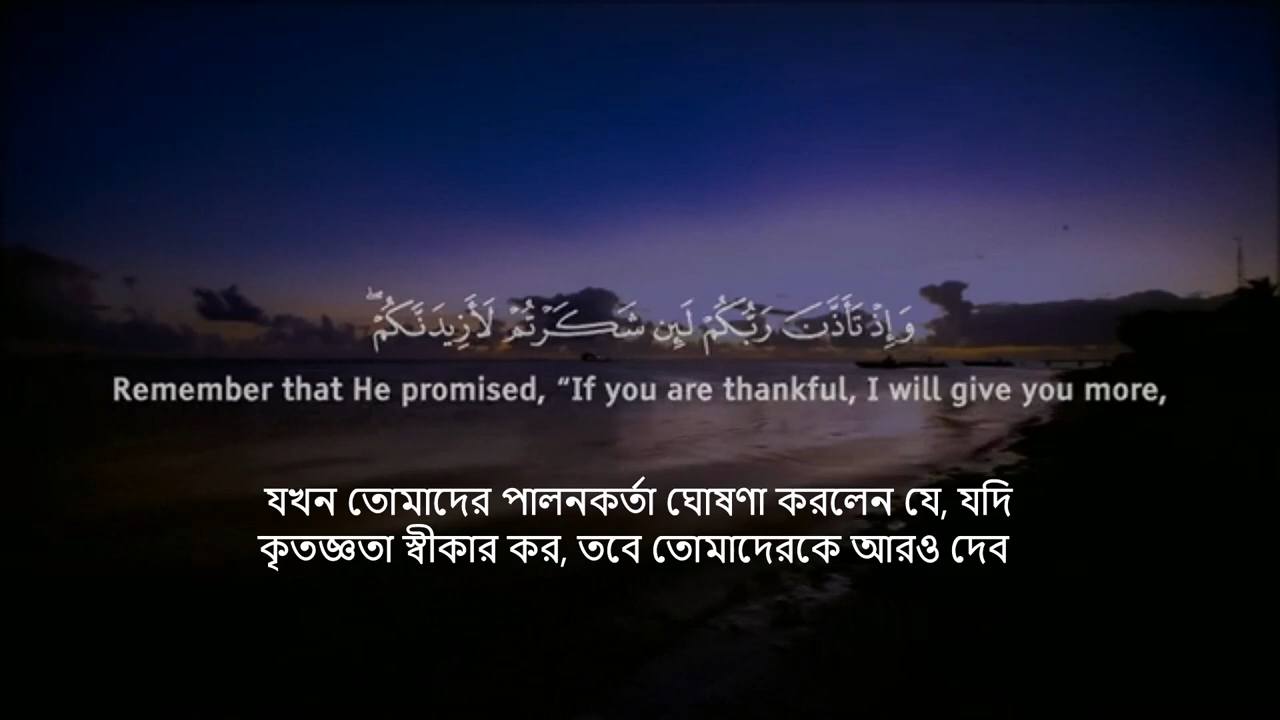 وَإِذْ تَأَذَّنَ رَبُّكُمْ لَئِن شَكَرْتُمْ لَأَزِيدَنَّكُمْ ۖ
Remember that He promised, “If you are thankful, I will give you more,
যখন তোমাদের পালনকর্তা ঘোষণা করলেন যে, যদি
কৃতজ্ঞতা স্বীকার কর, তবে তোমাদেরকে আরও দেব